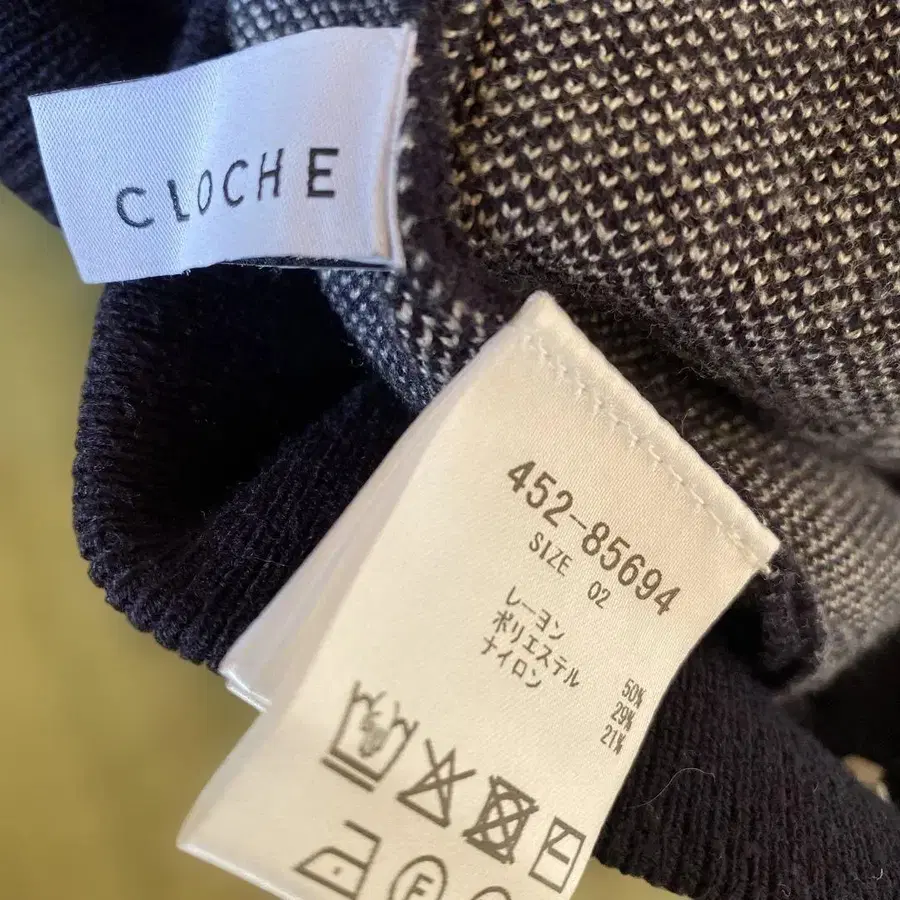 CLOCHE
452-85694
SIZE 02
レーヨン 50%
ポリエステル 29%
ナイロン 21%
F